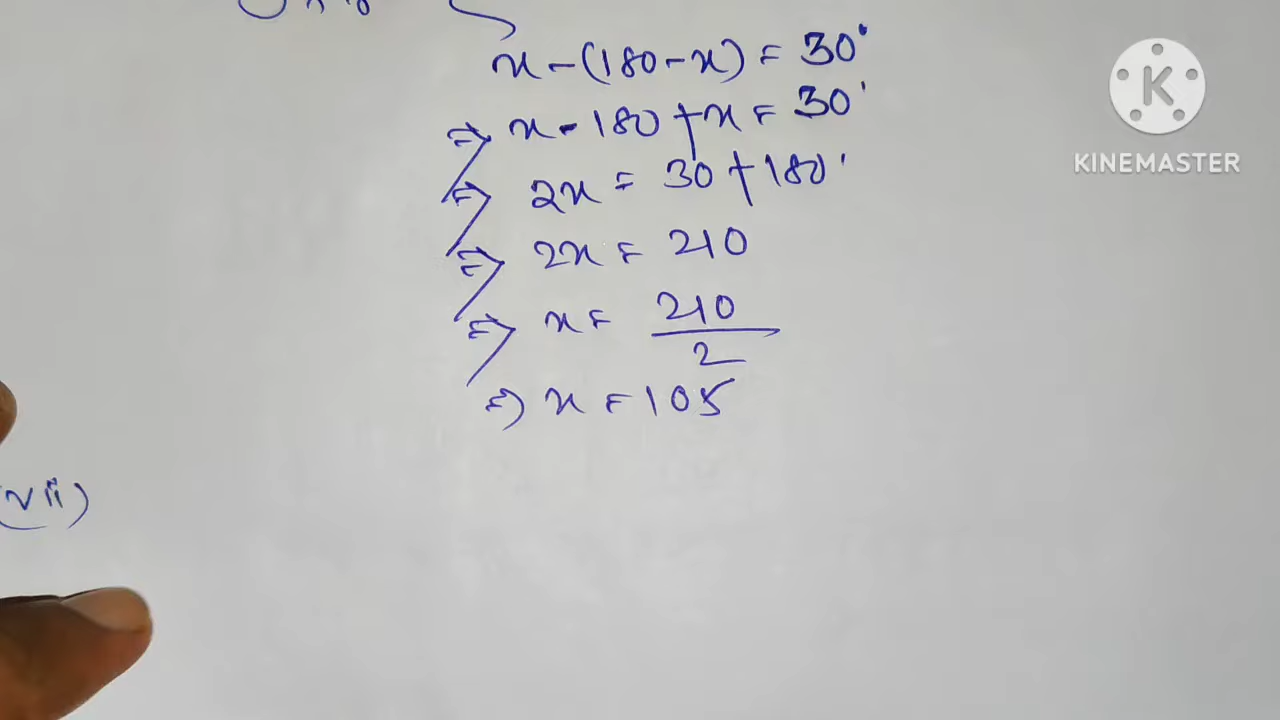 x - (180 - x) = 30°
⇒ x - 180 + x = 30°
⇒ 2x = 30 + 180°
⇒ 2x = 210
⇒ x = 210/2
⇒ x = 105
(vii)
K
KINEMASTER